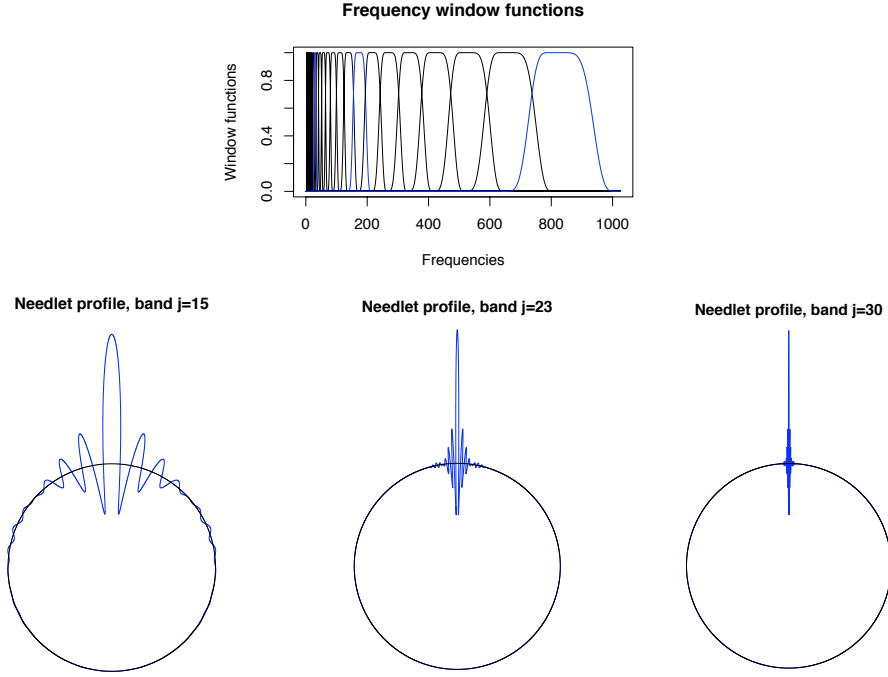 Frequency window functions
Window functions
0.8
0.4
0.0
0 200 400 600 800 1000
Frequencies
Needlet profile, band j=15
Needlet profile, band j=23
Needlet profile, band j=30